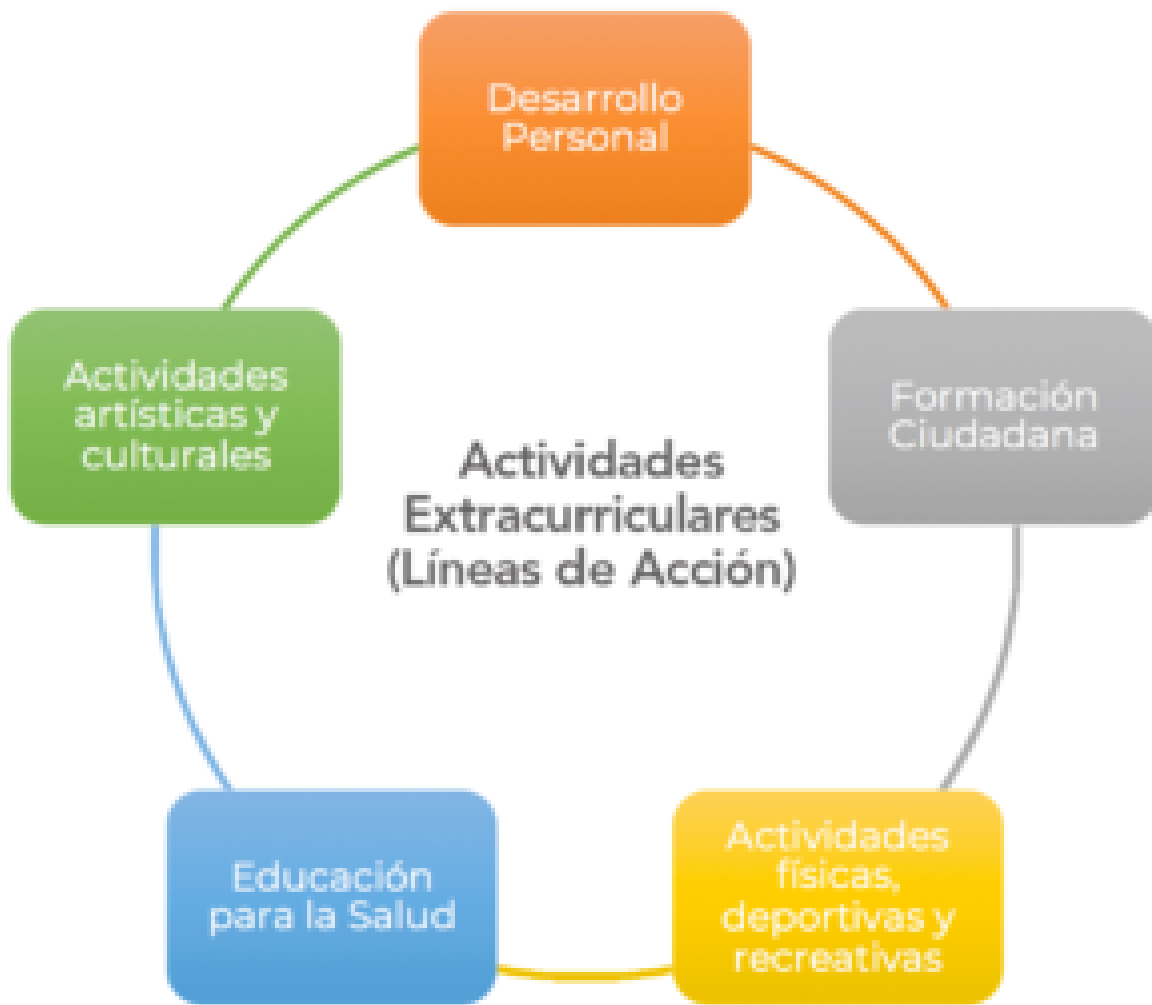 Desarrollo
Personal
Formación
Ciudadana
Actividades
físicas,
deportivas y
recreativas
Educación
para la Salud
Actividades
artísticas y
culturales
Actividades
Extracurriculares
(Líneas de Acción)